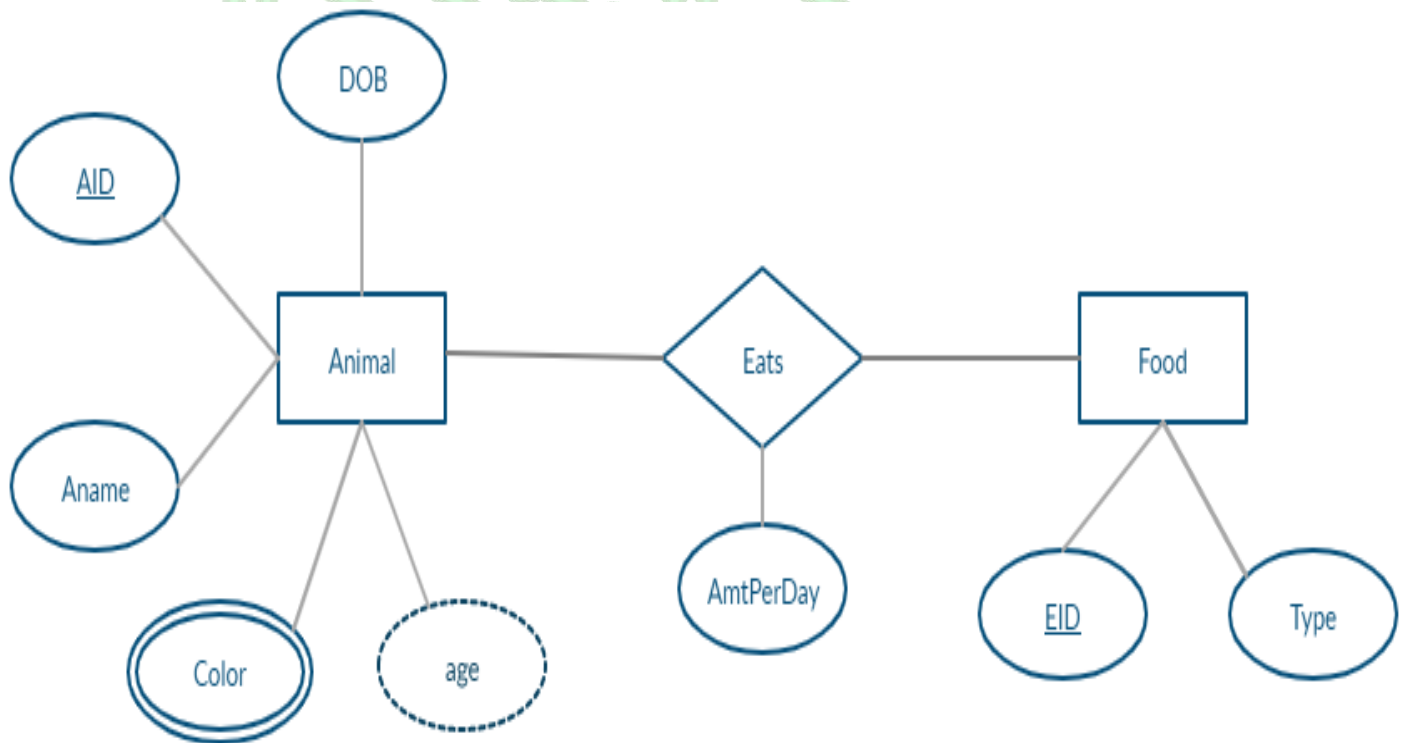 DOB
AID
Animal
Eats
Food
Aname
AmtPerDay
EID
Type
Color
age